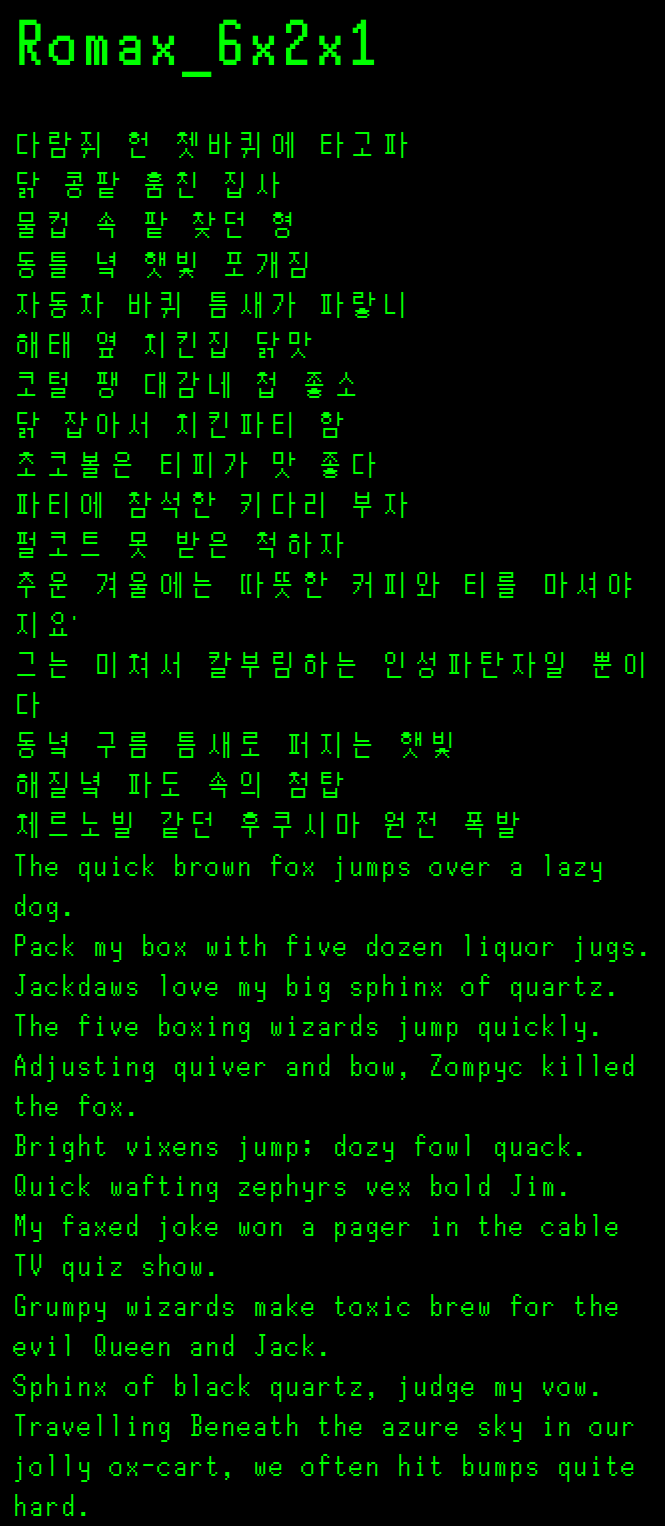 Romax_6x2x1
다람쥐 헌 쳇바퀴에 타고파
닭 콩팥 훔친 집사
물컵 속 팥 찾던 형
동틀 녘 햇빛 포개짐
자동차 바퀴 틈새가 파랗니
해태 옆 치킨집 닭맛
코털 팽 대감네 첩 좋소
닭 잡아서 치킨파티 함
초코볼은 티피가 맛 좋다
파티에 참석한 키다리 부자
펄코트 못 받은 척하자
추운 겨울에는 따뜻한 커피와 티를 마셔야
지요'
그는 미쳐서 칼부림하는 인성파탄자일 뿐이
다
동녘 구름 틈새로 퍼지는 햇빛
해질녘 파도 속의 첨탑
체르노빌 같던 후쿠시마 원전 폭발
The quick brown fox jumps over a lazy
dog.
Pack my box with five dozen liquor jugs.
Jackdaws love my big sphinx of quartz.
The five boxing wizards jump quickly.
Adjusting quiver and bow, Zompyc killed
the fox.
Bright vixens jump; dozy fowl quack.
Quick wafting zephyrs vex bold Jim.
My faxed joke won a pager in the cable
TV quiz show.
Grumpy wizards make toxic brew for the
evil Queen and Jack.
Sphinx of black quartz, judge my vow.
Travelling Beneath the azure sky in our
jolly ox-cart, we often hit bumps quite
hard.